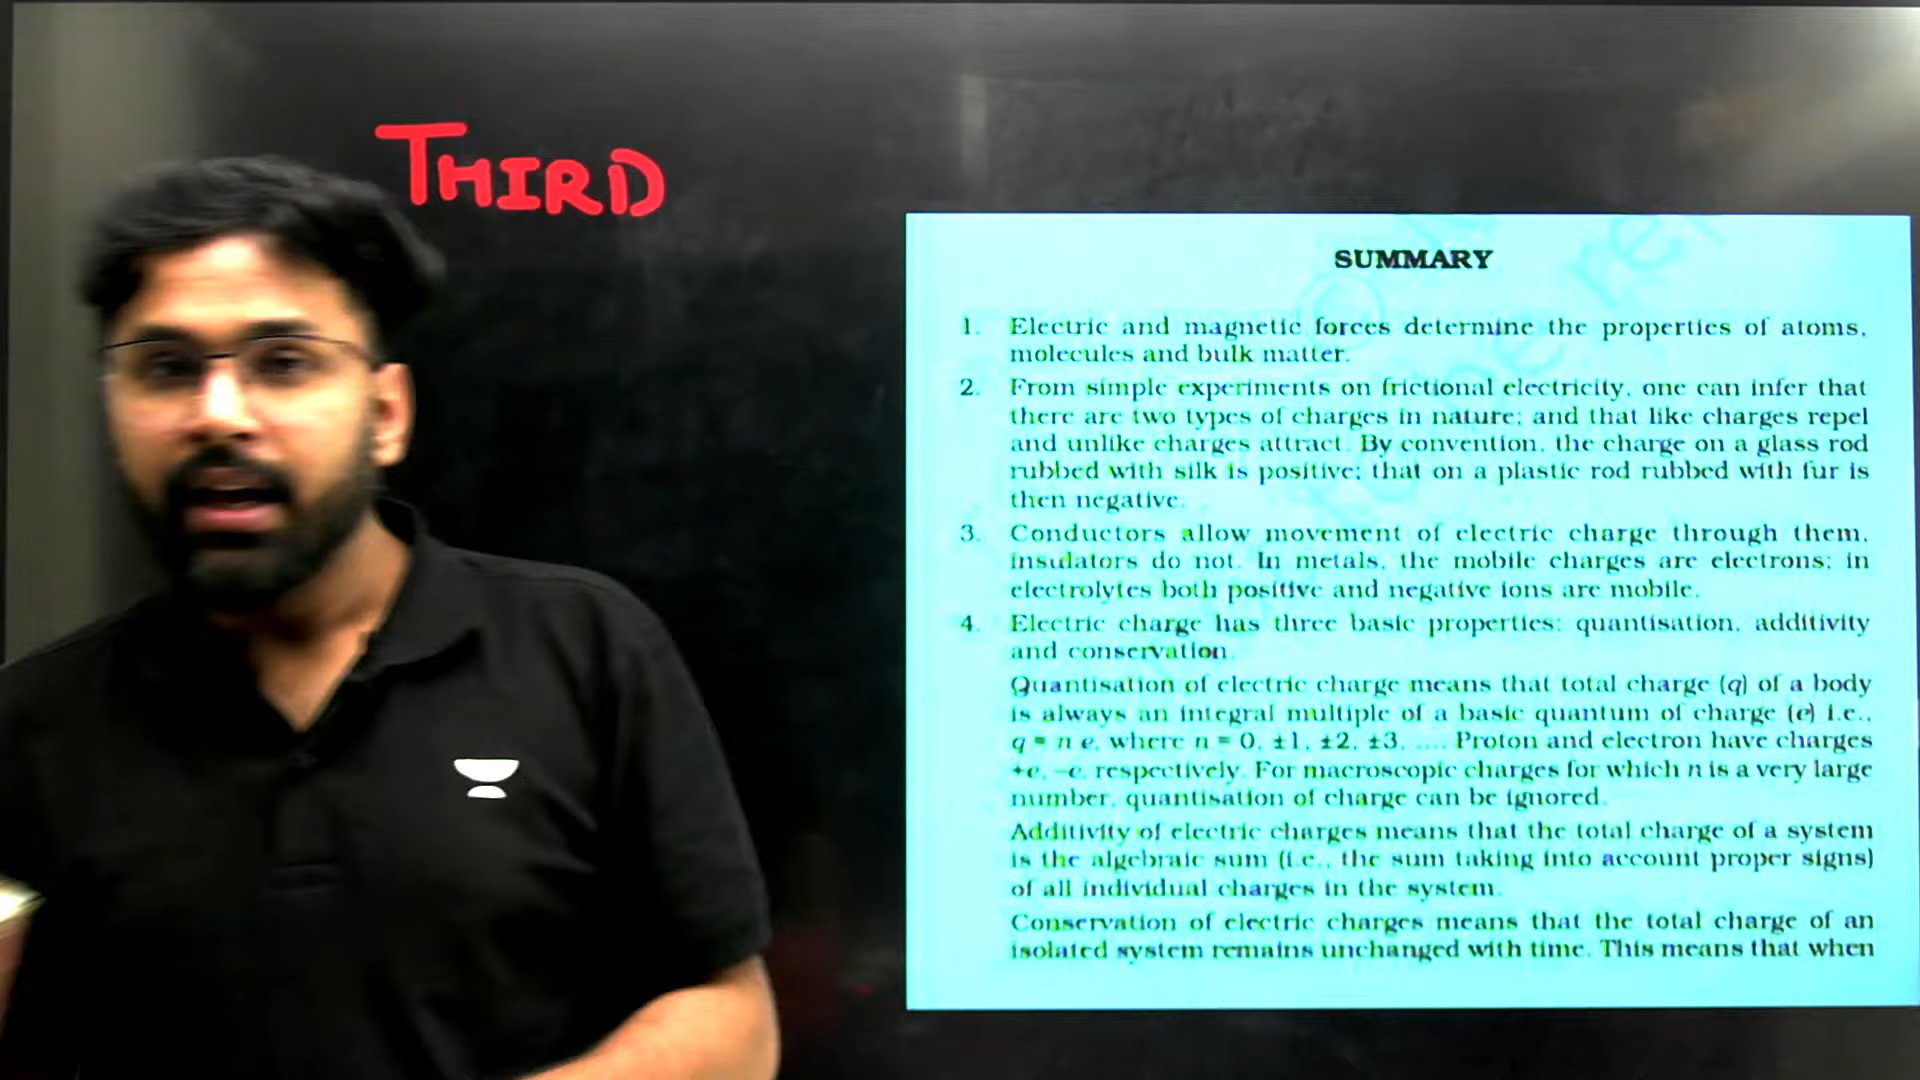 THIRD
SUMMARY
1. Electric and magnetic forces determine the properties of atoms,
molecules and bulk matter.
2. From simple experiments on frictional electricity, one can infer that
there are two types of charges in nature; and that like charges repel
and unlike charges attract. By convention, the charge on a glass rod
rubbed with silk is positive; that on a plastic rod rubbed with fur is
then negative.
3. Conductors allow movement of electric charge through them,
insulators do not. In metals, the mobile charges are electrons; in
electrolytes both positive and negative ions are mobile.
4. Electric charge has three basic properties: quantisation, additivity
and conservation.
Quantisation of electric charge means that total charge (q) of a body
is always an integral multiple of a basic quantum of charge (e) i.e.,
q = n e, where n = 0, ±1, ±2, ±3, .... Proton and electron have charges
+e, –e, respectively. For macroscopic charges for which n is a very large
number, quantisation of charge can be ignored.
Additivity of electric charges means that the total charge of a system
is the algebraic sum (i.e., the sum taking into account proper signs)
of all individual charges in the system.
Conservation of electric charges means that the total charge of an
isolated system remains unchanged with time. This means that when